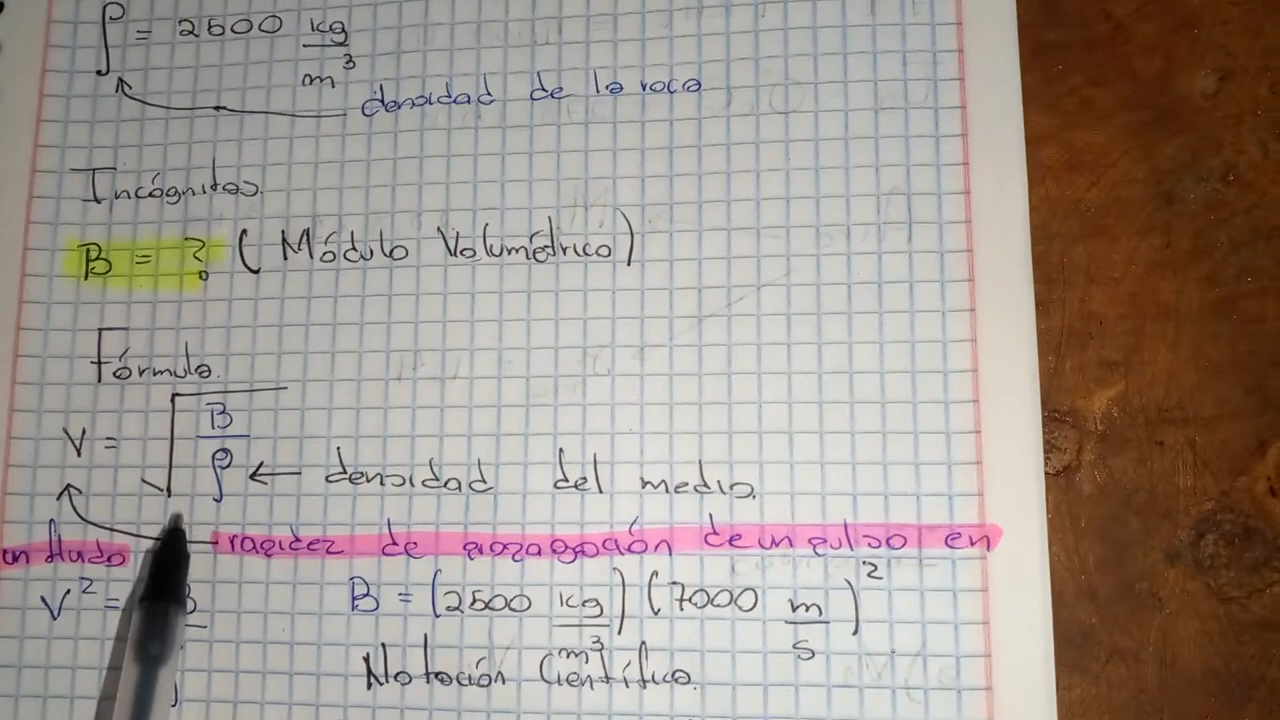 ρ = 2500 kg/m³
densidad de la roca
Incógnitas.
B = ? (Módulo Volumétrico)
Fórmula.
V = √(B/ρ) ← densidad del medio.
rapidez de propagación de un pulso en
un fluido
V² = B B = (2500 kg/m³)(7000 m/s)²
Notación Científica.